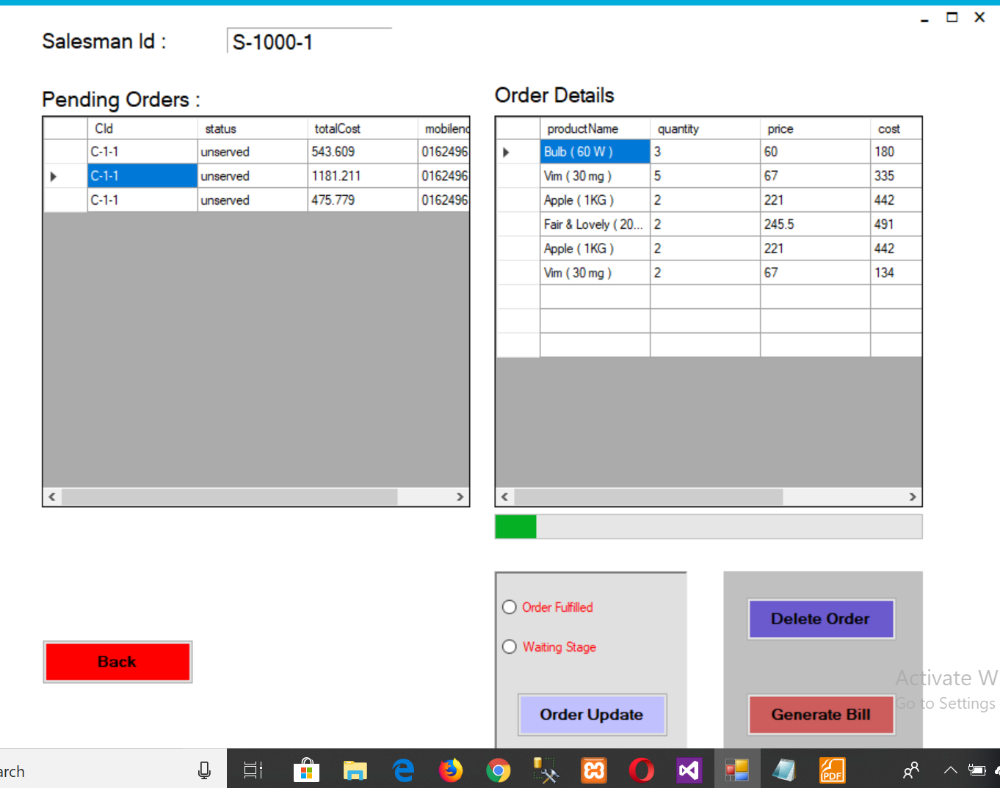 Salesman Id : S-1000-1
Pending Orders :
CId status totalCost mobileno
C-1-1 unserved 543.609 0162496
C-1-1 unserved 1181.211 0162496
C-1-1 unserved 475.779 0162496
Order Details
productName quantity price cost
Bulb ( 60 W ) 3 60 180
Vim ( 30 mg ) 5 67 335
Apple ( 1KG ) 2 221 442
Fair & Lovely ( 20... 2 245.5 491
Apple ( 1KG ) 2 221 442
Vim ( 30 mg ) 2 67 134
Order Fulfilled
Waiting Stage
Order Update
Delete Order
Generate Bill
Back
Activate W
Go to Settings
arch
PDF